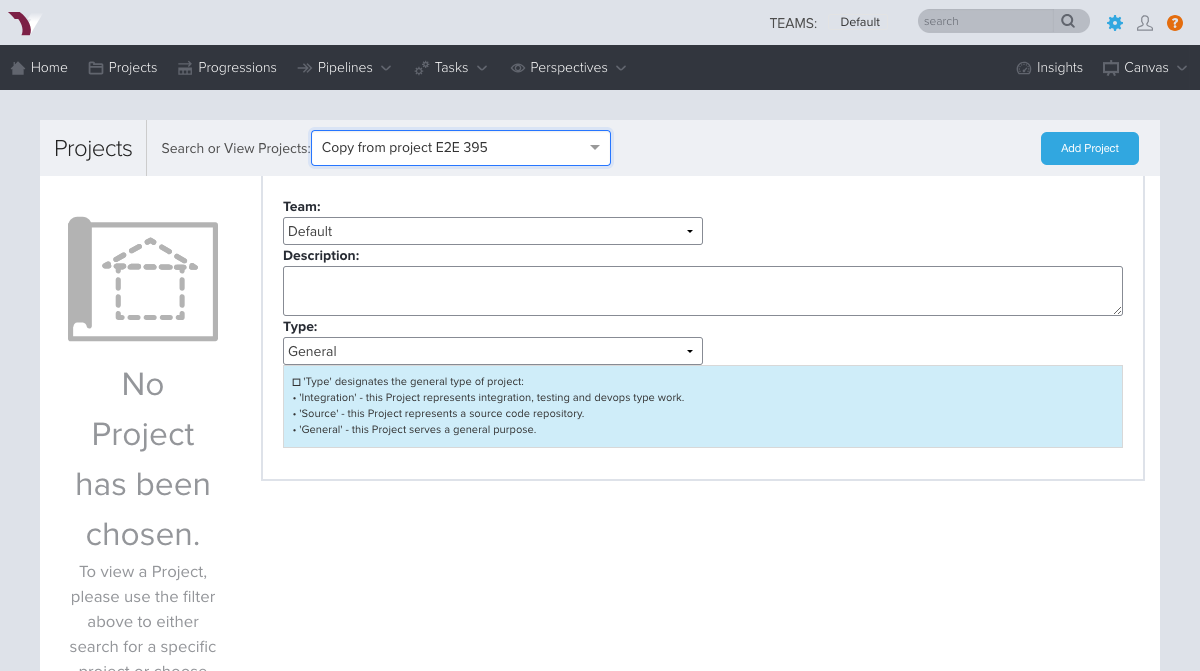 TEAMS: Default search ?
Home Projects Progressions Pipelines Tasks Perspectives Insights Canvas
Projects Search or View Projects: Copy from project E2E 395 Add Project
No
Project
has been
chosen.
To view a Project,
please use the filter
above to either
search for a specific
project or choose
Team:
Default
Description:
Type:
General
'Type' designates the general type of project:
• 'Integration' - this Project represents integration, testing and devops type work.
• 'Source' - this Project represents a source code repository.
• 'General' - this Project serves a general purpose.